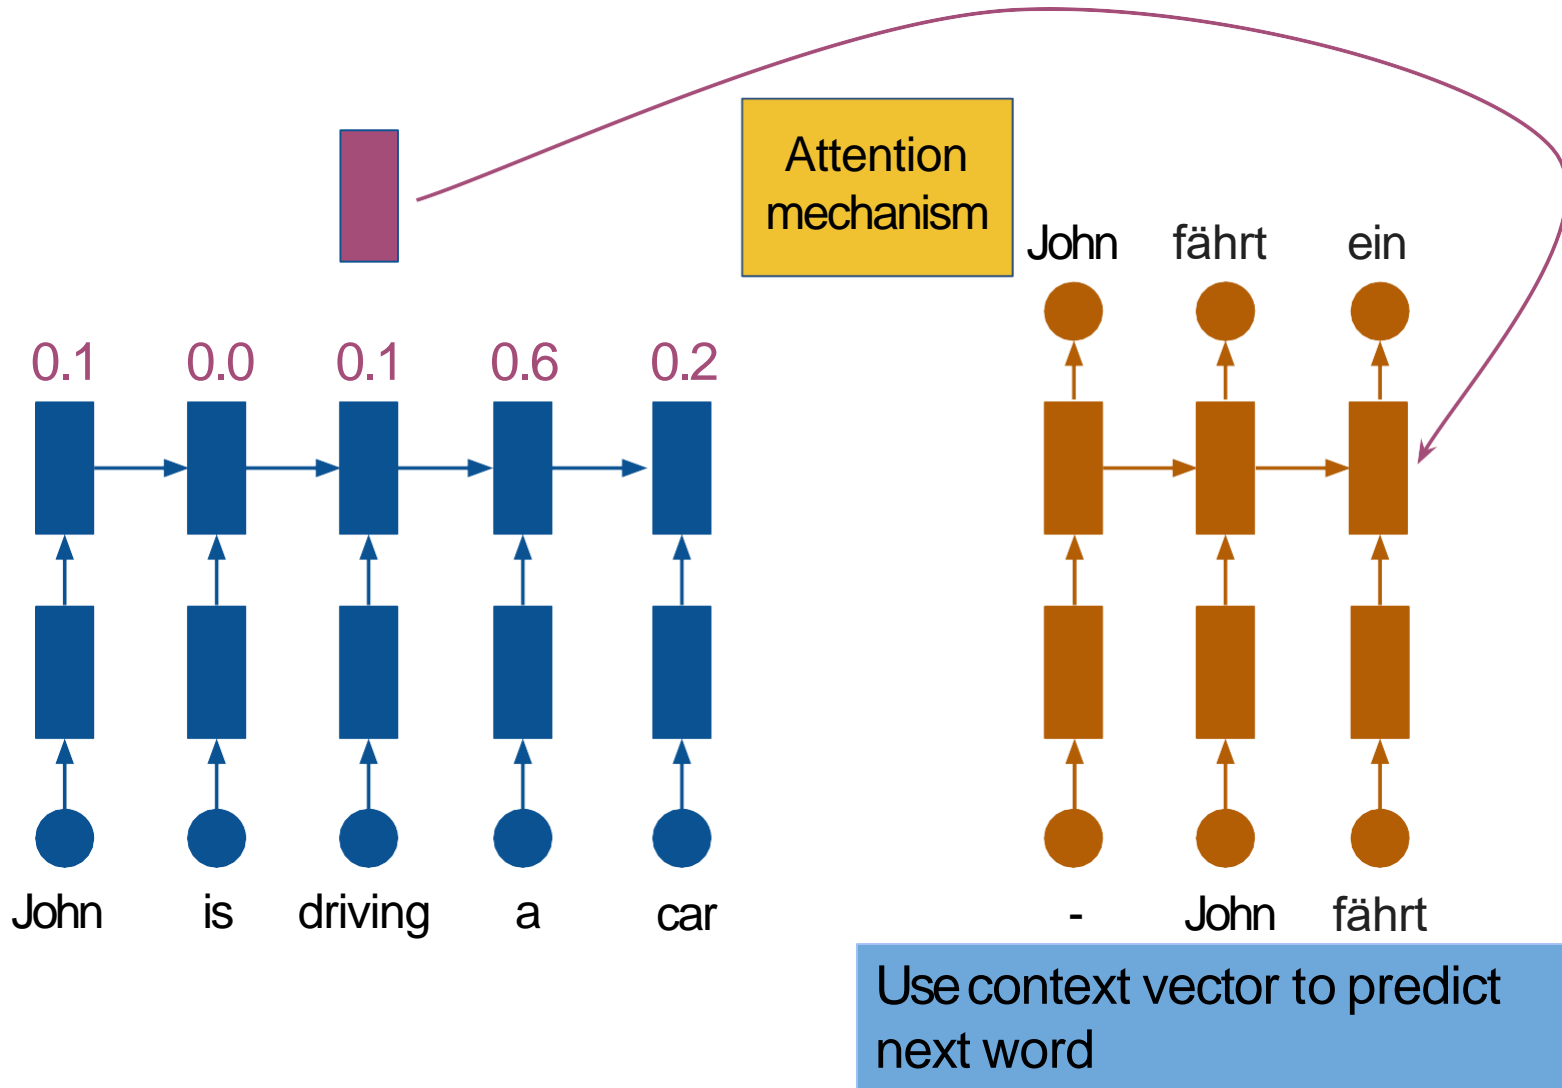 Attention
mechanism
John fährt ein
0.1 0.0 0.1 0.6 0.2
John is driving a car
- John fährt
Use context vector to predict
next word